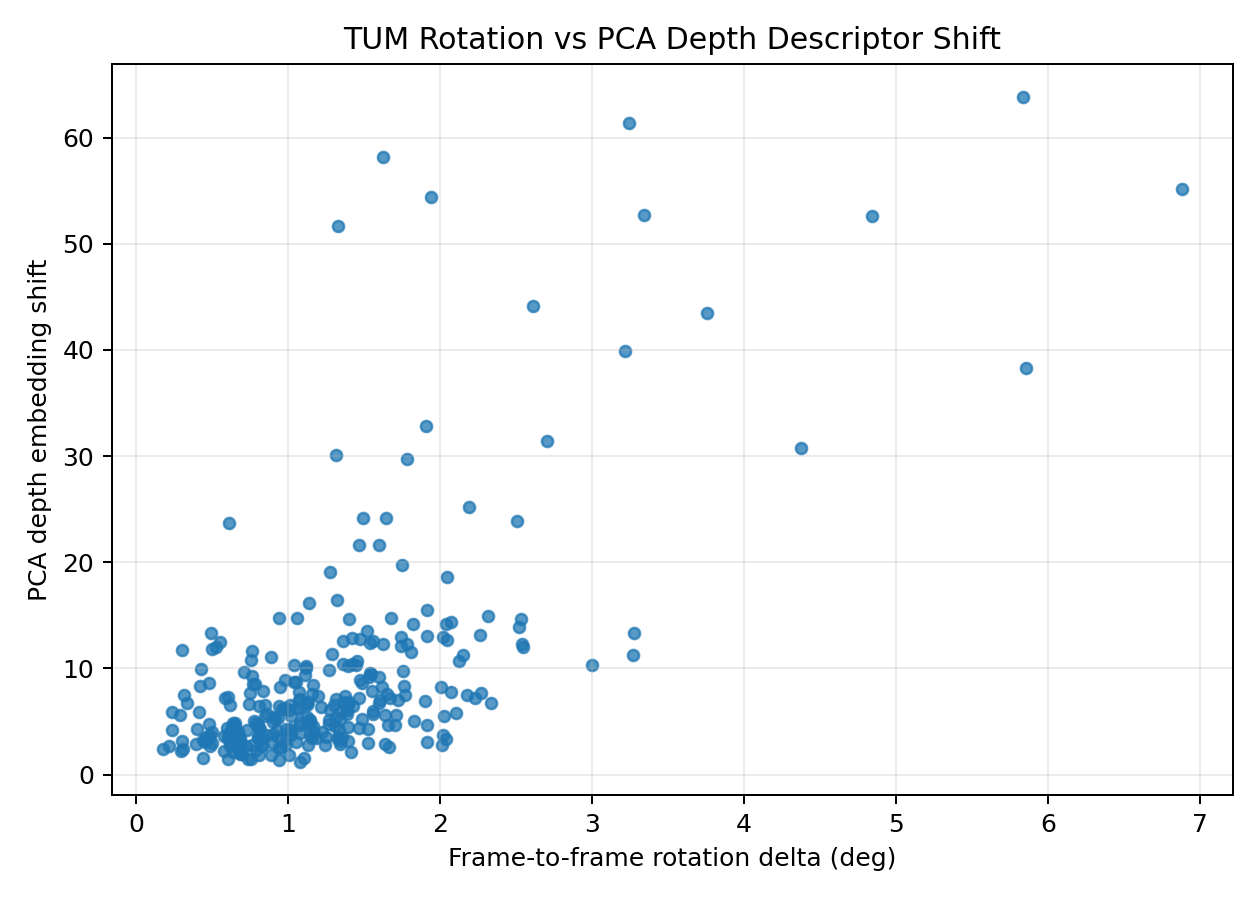 TUM Rotation vs PCA Depth Descriptor Shift
PCA depth embedding shift
60
50
40
30
20
10
0
0 1 2 3 4 5 6 7
Frame-to-frame rotation delta (deg)